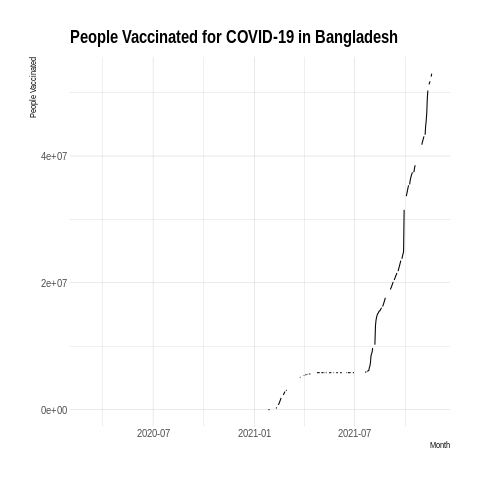 People Vaccinated for COVID-19 in Bangladesh
People Vaccinated
4e+07
2e+07
0e+00
2020-07
2021-01
2021-07
Month